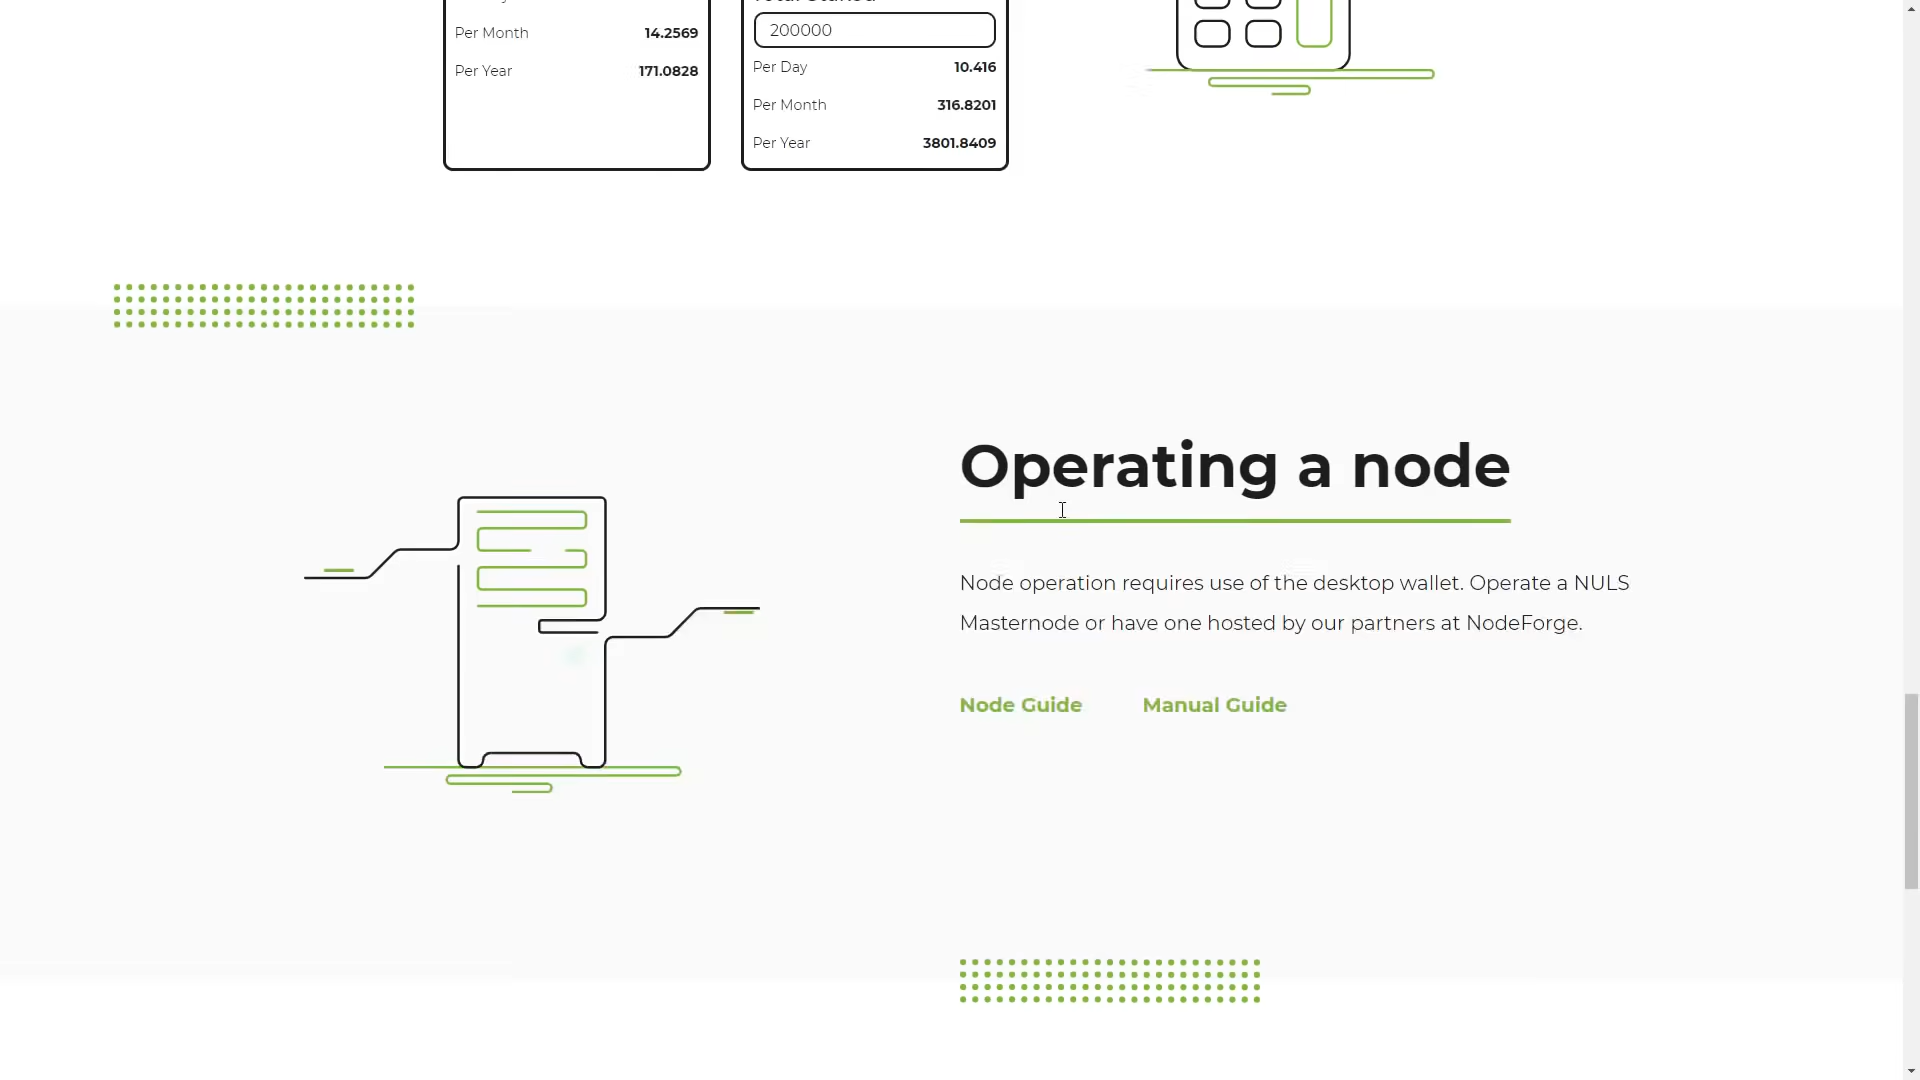 Per Month 14.2569
Per Year 171.0828
200000
Per Day 10.416
Per Month 316.8201
Per Year 3801.8409
Operating a node
Node operation requires use of the desktop wallet. Operate a NULS
Masternode or have one hosted by our partners at NodeForge.
Node Guide Manual Guide